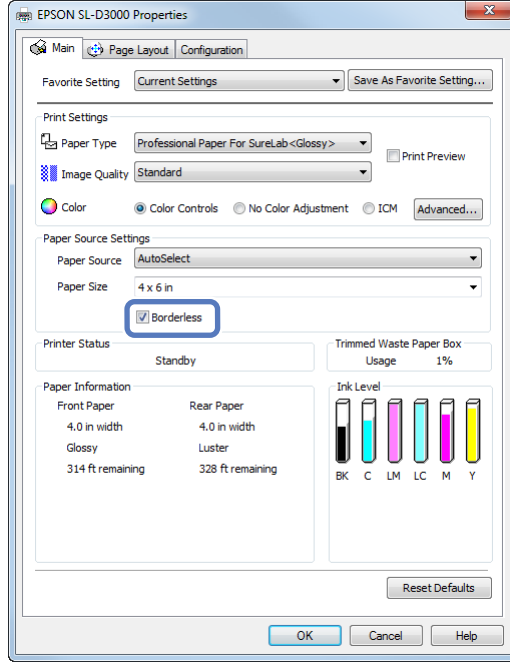 EPSON SL-D3000 Properties
Main Page Layout Configuration
Favorite Setting Current Settings Save As Favorite Setting...
Print Settings
Paper Type Professional Paper For SureLab<Glossy>
Print Preview
Image Quality Standard
Color Color Controls No Color Adjustment ICM Advanced...
Paper Source Settings
Paper Source AutoSelect
Paper Size 4 x 6 in
Borderless
Printer Status
Standby
Trimmed Waste Paper Box
Usage 1%
Paper Information
Front Paper Rear Paper
4.0 in width 4.0 in width
Glossy Luster
314 ft remaining 328 ft remaining
Ink Level
BK C LM LC M Y
Reset Defaults
OK Cancel Help